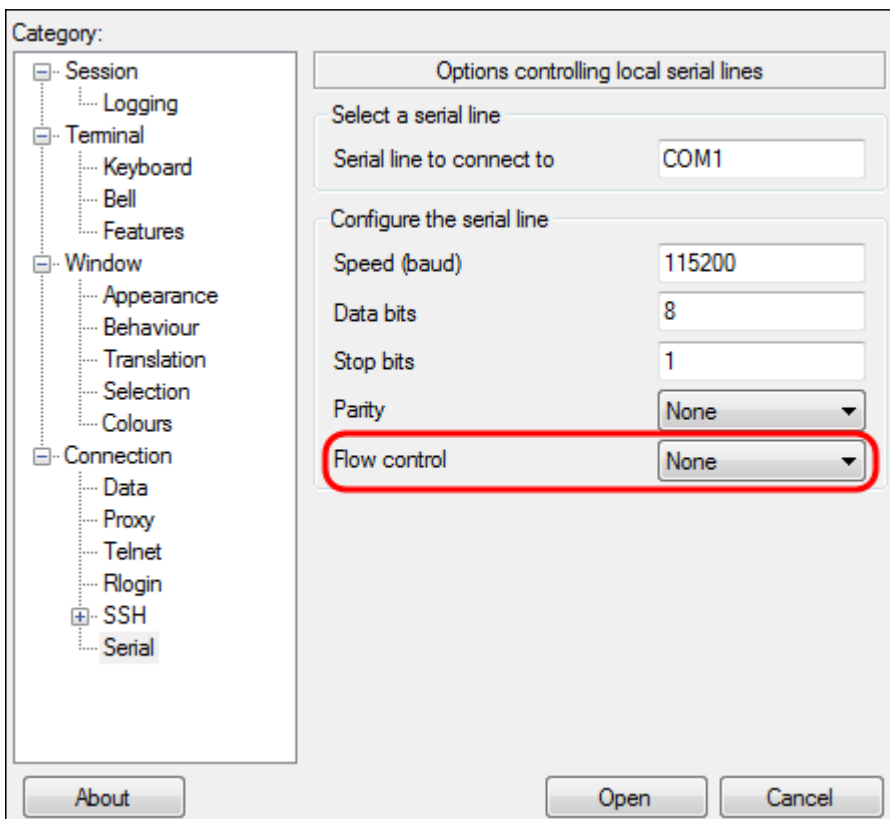 Category:
Session
Logging
Terminal
Keyboard
Bell
Features
Window
Appearance
Behaviour
Translation
Selection
Colours
Connection
Data
Proxy
Telnet
Rlogin
SSH
Serial
Options controlling local serial lines
Select a serial line
Serial line to connect to COM1
Configure the serial line
Speed (baud) 115200
Data bits 8
Stop bits 1
Parity None
Flow control None
About Open Cancel